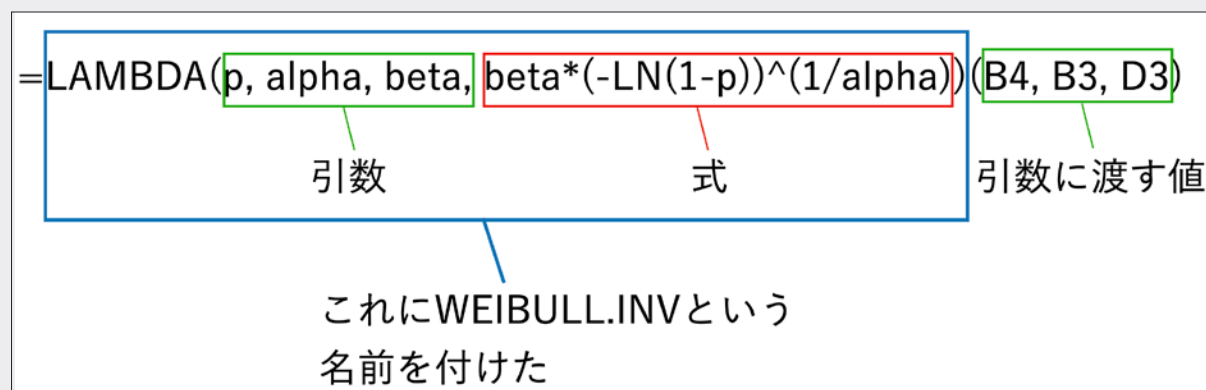 =LAMBDA(p, alpha, beta, beta*(-LN(1-p))^(1/alpha))(B4, B3, D3)
引数
式
引数に渡す値
これにWEIBULL.INVという
名前を付けた